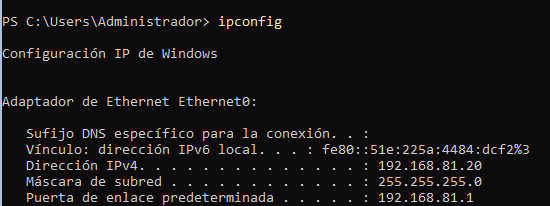 PS C:\Users\Administrador> ipconfig
Configuración IP de Windows
Adaptador de Ethernet Ethernet0:
Sufijo DNS específico para la conexión. . :
Vínculo: dirección IPv6 local. . . : fe80::51e:225a:4484:dcf2%3
Dirección IPv4. . . . . . . . . . . . . . : 192.168.81.20
Máscara de subred . . . . . . . . . . . . : 255.255.255.0
Puerta de enlace predeterminada . . . . . : 192.168.81.1